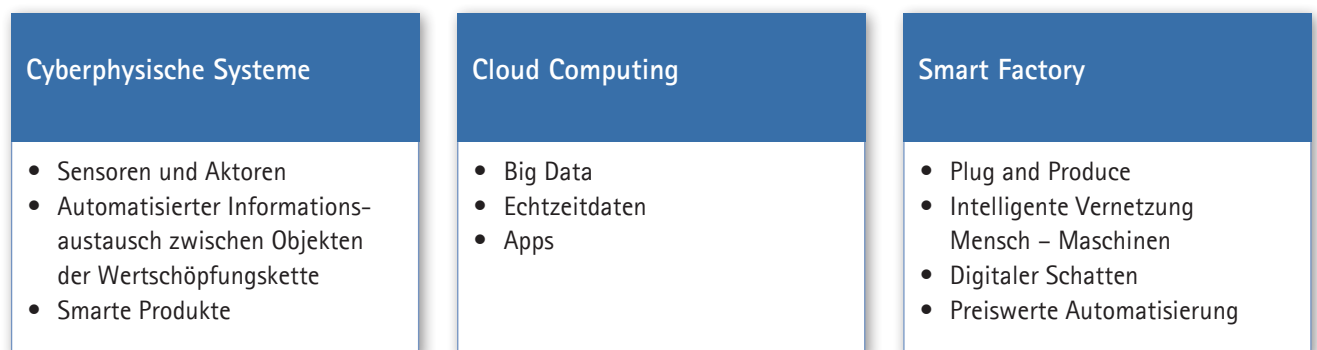 Cyberphysische Systeme
• Sensoren und Aktoren
• Automatisierter Informations-
austausch zwischen Objekten
der Wertschöpfungskette
• Smarte Produkte
Cloud Computing
• Big Data
• Echtzeitdaten
• Apps
Smart Factory
• Plug and Produce
• Intelligente Vernetzung
Mensch – Maschinen
• Digitaler Schatten
• Preiswerte Automatisierung